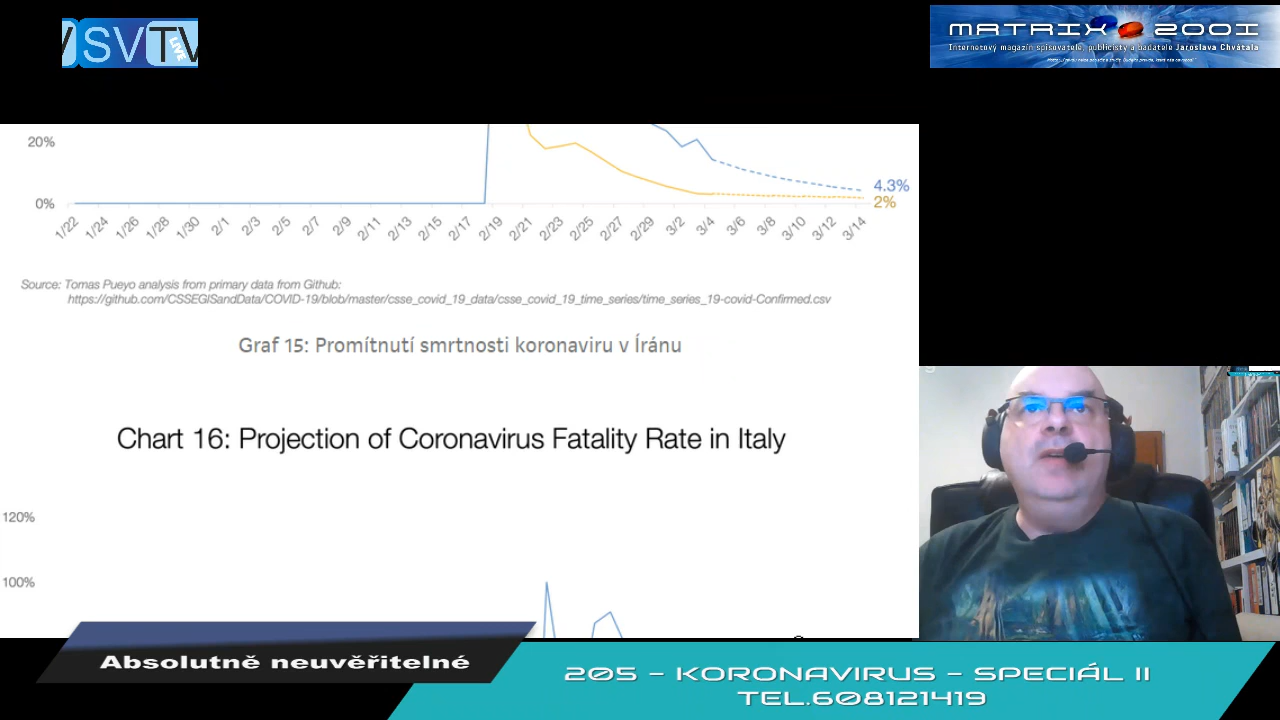 SVTV
LIVE
MATRIX 2001
Internetový magazín spisovatele, publicisty a badatele Jaroslava Chvátala
20%
0%
4.3%
2%
1/22 1/24 1/26 1/28 1/30 2/1 2/3 2/5 2/7 2/9 2/11 2/13 2/15 2/17 2/19 2/21 2/23 2/25 2/27 2/29 3/2 3/4 3/6 3/8 3/10 3/12 3/14
Source: Tomas Pueyo analysis from primary data from Github:
https://github.com/CSSEGISandData/COVID-19/blob/master/csse_covid_19_data/csse_covid_19_time_series/time_series_19-covid-Confirmed.csv
Graf 15: Promítnutí smrtnosti koronaviru v Íránu
Chart 16: Projection of Coronavirus Fatality Rate in Italy
120%
100%
Absolutně neuvěřitelné
205 - KORONAVIRUS - SPECIÁL II
TEL.608121419